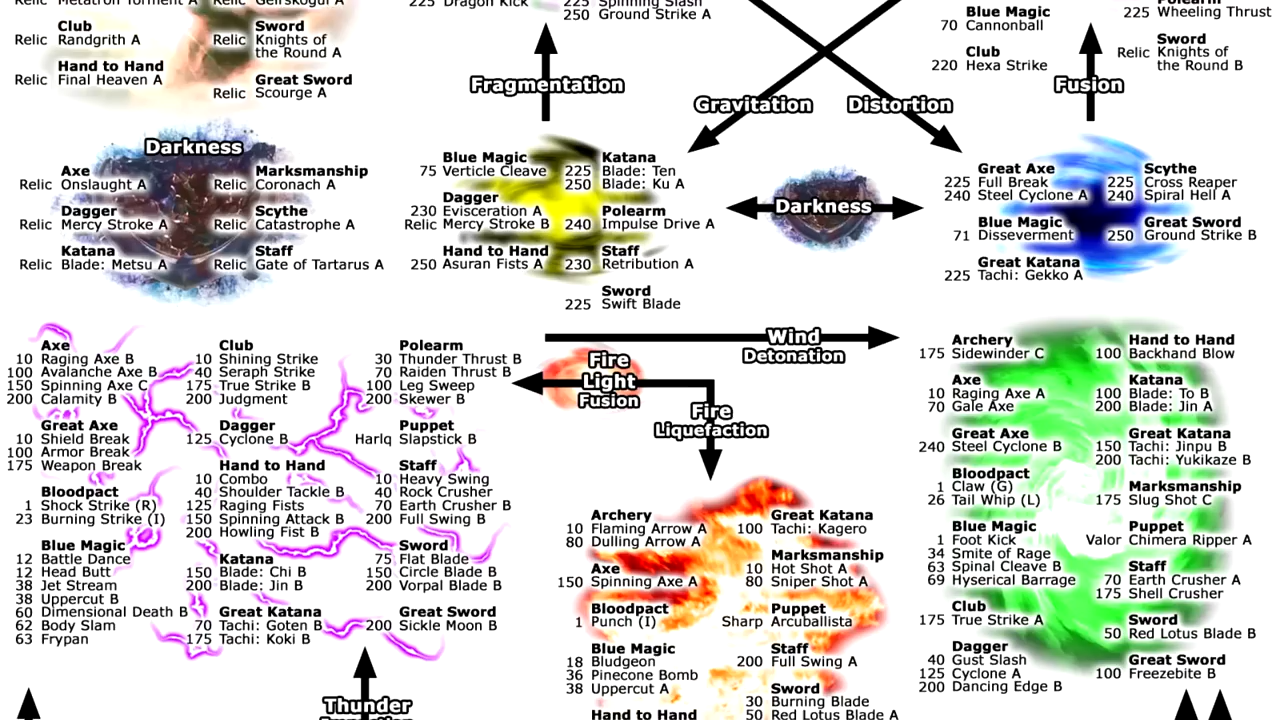 Metatron Torment A
Relic Geirskogul A
Club
Relic Randgrith A
Sword
Relic Knights of
the Round A
Hand to Hand
Relic Final Heaven A
Great Sword
Relic Scourge A
225 Dragon Kick
225 Spinning Slash
250 Ground Strike A
Fragmentation
Gravitation
Distortion
Blue Magic
70 Cannonball
Club
220 Hexa Strike
Polearm
225 Wheeling Thrust
Sword
Relic Knights of
the Round B
Fusion
Darkness
Axe
Relic Onslaught A
Dagger
Relic Mercy Stroke A
Katana
Relic Blade: Metsu A
Marksmanship
Relic Coronach A
Scythe
Relic Catastrophe A
Staff
Relic Gate of Tartarus A
Blue Magic
75 Verticle Cleave
Dagger
230 Evisceration A
Relic Mercy Stroke B
Hand to Hand
250 Asuran Fists A
Katana
225 Blade: Ten
250 Blade: Ku A
Polearm
240 Impulse Drive A
Staff
230 Retribution A
Sword
225 Swift Blade
Darkness
Great Axe
225 Full Break
240 Steel Cyclone A
Blue Magic
71 Disseverment
Great Katana
225 Tachi: Gekko A
Scythe
225 Cross Reaper
240 Spiral Hell A
Great Sword
250 Ground Strike B
Axe
10 Raging Axe B
100 Avalanche Axe B
150 Spinning Axe C
200 Calamity B
Great Axe
10 Shield Break
100 Armor Break
175 Weapon Break
Bloodpact
1 Shock Strike (R)
23 Burning Strike (I)
Blue Magic
12 Battle Dance
12 Head Butt
38 Jet Stream
38 Uppercut B
60 Dimensional Death B
62 Body Slam
63 Frypan
Club
10 Shining Strike
40 Seraph Strike
175 True Strike B
200 Judgment
Dagger
125 Cyclone B
Hand to Hand
10 Combo
40 Shoulder Tackle B
125 Raging Fists
150 Spinning Attack B
200 Howling Fist B
Katana
150 Blade: Chi B
200 Blade: Jin B
Great Katana
70 Tachi: Goten B
175 Tachi: Koki B
Polearm
30 Thunder Thrust B
70 Raiden Thrust B
100 Leg Sweep
200 Skewer B
Puppet
Harlq Slapstick B
Staff
10 Heavy Swing
40 Rock Crusher
70 Earth Crusher B
200 Full Swing B
Sword
75 Flat Blade
150 Circle Blade B
200 Vorpal Blade B
Great Sword
200 Sickle Moon B
Thunder
Wind
Detonation
Fire
Light
Fusion
Fire
Liquefaction
Archery
10 Flaming Arrow A
80 Dulling Arrow A
Axe
150 Spinning Axe A
Bloodpact
1 Punch (I)
Blue Magic
18 Bludgeon
36 Pinecone Bomb
38 Uppercut A
Hand to Hand
Great Katana
100 Tachi: Kagero
Marksmanship
10 Hot Shot A
80 Sniper Shot A
Puppet
Sharp Arcuballista
Staff
200 Full Swing A
Sword
30 Burning Blade
50 Red Lotus Blade A
Archery
175 Sidewinder C
Axe
10 Raging Axe A
70 Gale Axe
Great Axe
240 Steel Cyclone B
Bloodpact
1 Claw (G)
26 Tail Whip (L)
Blue Magic
1 Foot Kick
34 Smite of Rage
63 Spinal Cleave B
69 Hyserical Barrage
Club
175 True Strike A
Dagger
40 Gust Slash
125 Cyclone A
200 Dancing Edge B
Hand to Hand
100 Backhand Blow
Katana
100 Blade: To B
200 Blade: Jin A
Great Katana
150 Tachi: Jinpu B
200 Tachi: Yukikaze B
Marksmanship
175 Slug Shot C
Puppet
Valor Chimera Ripper A
Staff
70 Earth Crusher A
175 Shell Crusher
Sword
50 Red Lotus Blade B
Great Sword
100 Freezebite B